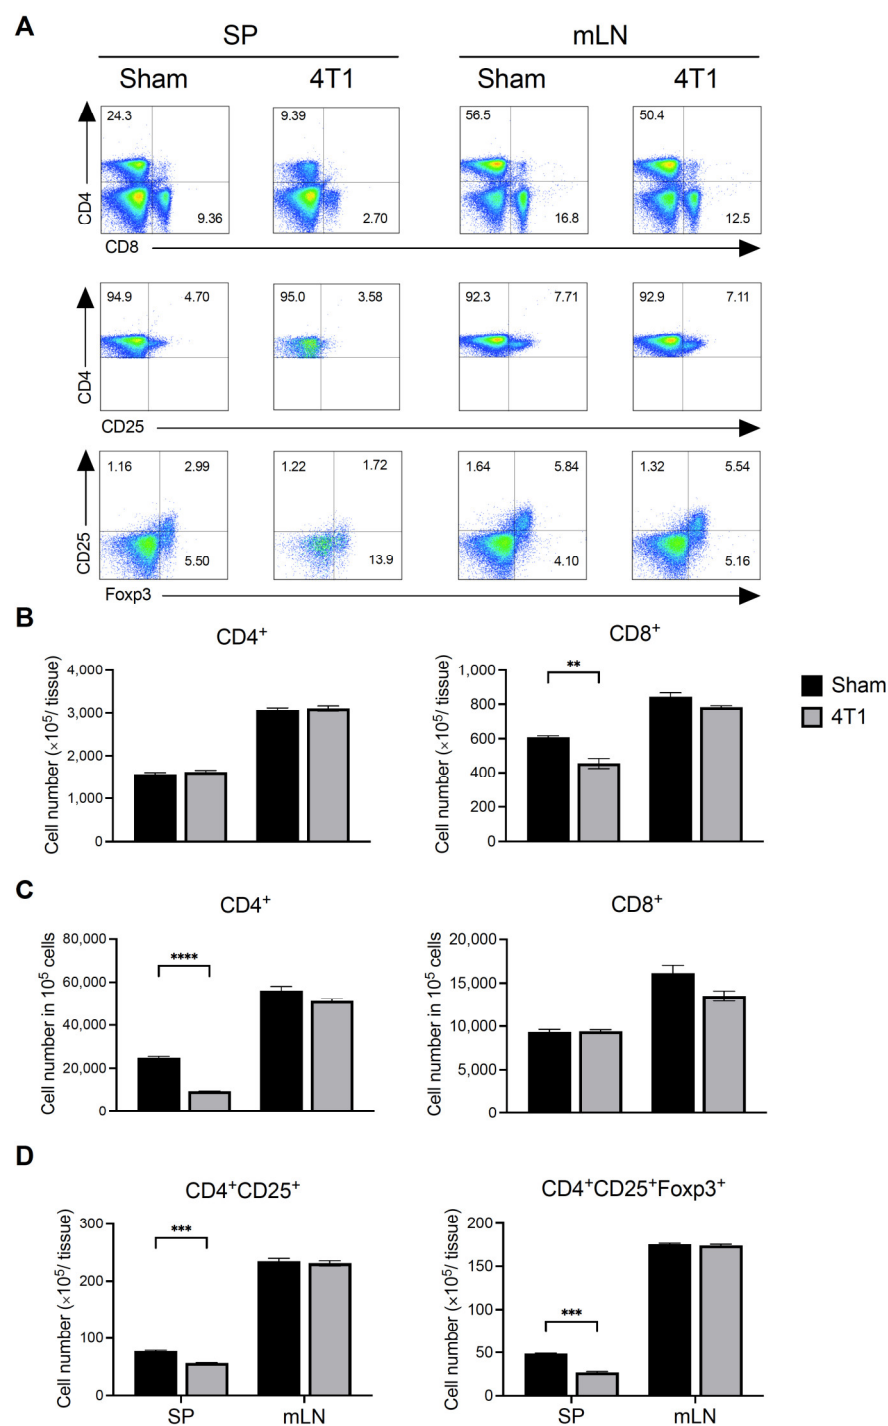 A
SP mLN
Sham 4T1 Sham 4T1
24.3 9.39 56.5 50.4
CD4
9.36 2.70 16.8 12.5
CD8
94.9 4.70 95.0 3.58 92.3 7.71 92.9 7.11
CD4
CD25
1.16 2.99 1.22 1.72 1.64 5.84 1.32 5.54
CD25
5.50 13.9 4.10 5.16
Foxp3
B
CD4⁺ CD8⁺
Cell number (×10⁵/ tissue)
4,000
3,000
2,000
1,000
0
Cell number (×10⁵/ tissue)
1,000
800
600
400
200
0
**
Sham
4T1
C
CD4⁺ CD8⁺
Cell number in 10⁵ cells
80,000
60,000
40,000
20,000
0
****
Cell number in 10⁵ cells
20,000
15,000
10,000
5,000
0
D
CD4⁺CD25⁺ CD4⁺CD25⁺Foxp3⁺
Cell number (×10⁵/ tissue)
300
200
100
0
***
SP mLN
Cell number (×10⁵/ tissue)
200
150
100
50
0
***
SP mLN